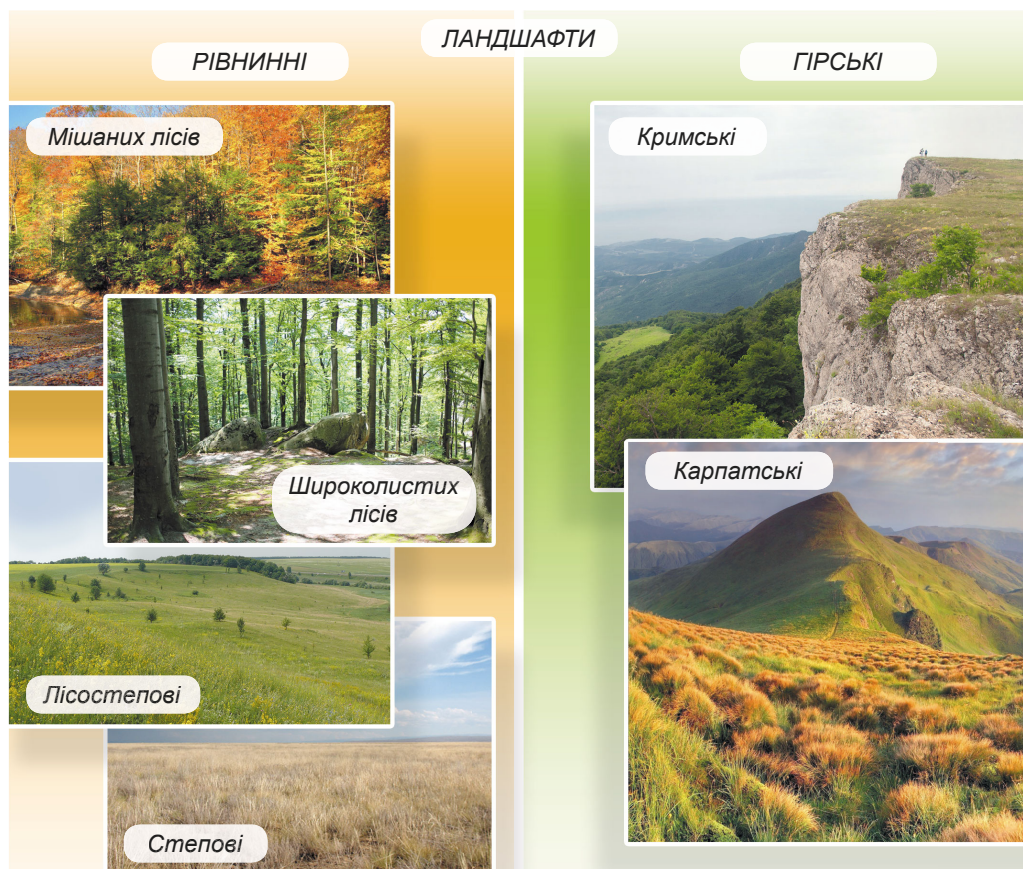 ЛАНДШАФТИ
РІВНИННІ
Мішаних лісів
Широколистих
лісів
Лісостепові
Степові
ГІРСЬКІ
Кримські
Карпатські